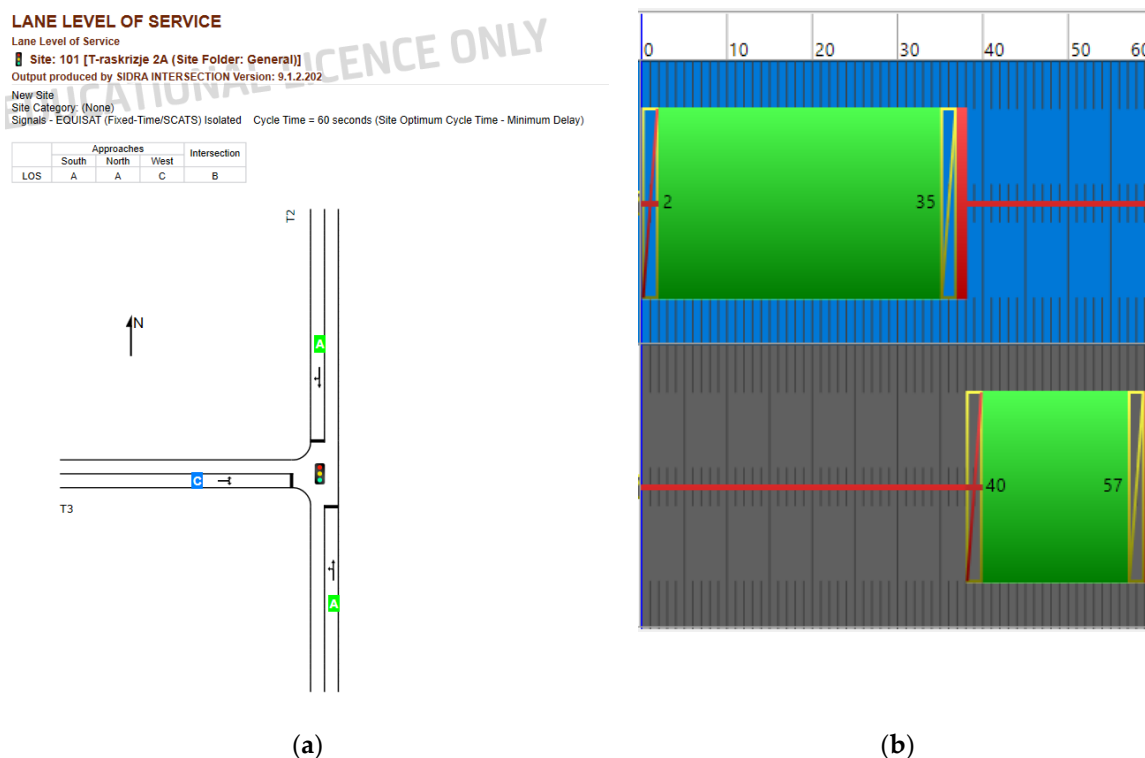 LANE LEVEL OF SERVICE
Lane Level of Service
Site: 101 [T-raskrizje 2A (Site Folder: General)]
Output produced by SIDRA INTERSECTION Version: 9.1.2.202
EDUCATIONAL LICENCE ONLY
New Site
Site Category: (None)
Signals - EQUISAT (Fixed-Time/SCATS) Isolated Cycle Time = 60 seconds (Site Optimum Cycle Time - Minimum Delay)
Approaches Intersection
South North West
LOS A A C B
T2
N
A
C
T3
A
(a)
0 10 20 30 40 50 60
2 35
40 57
(b)